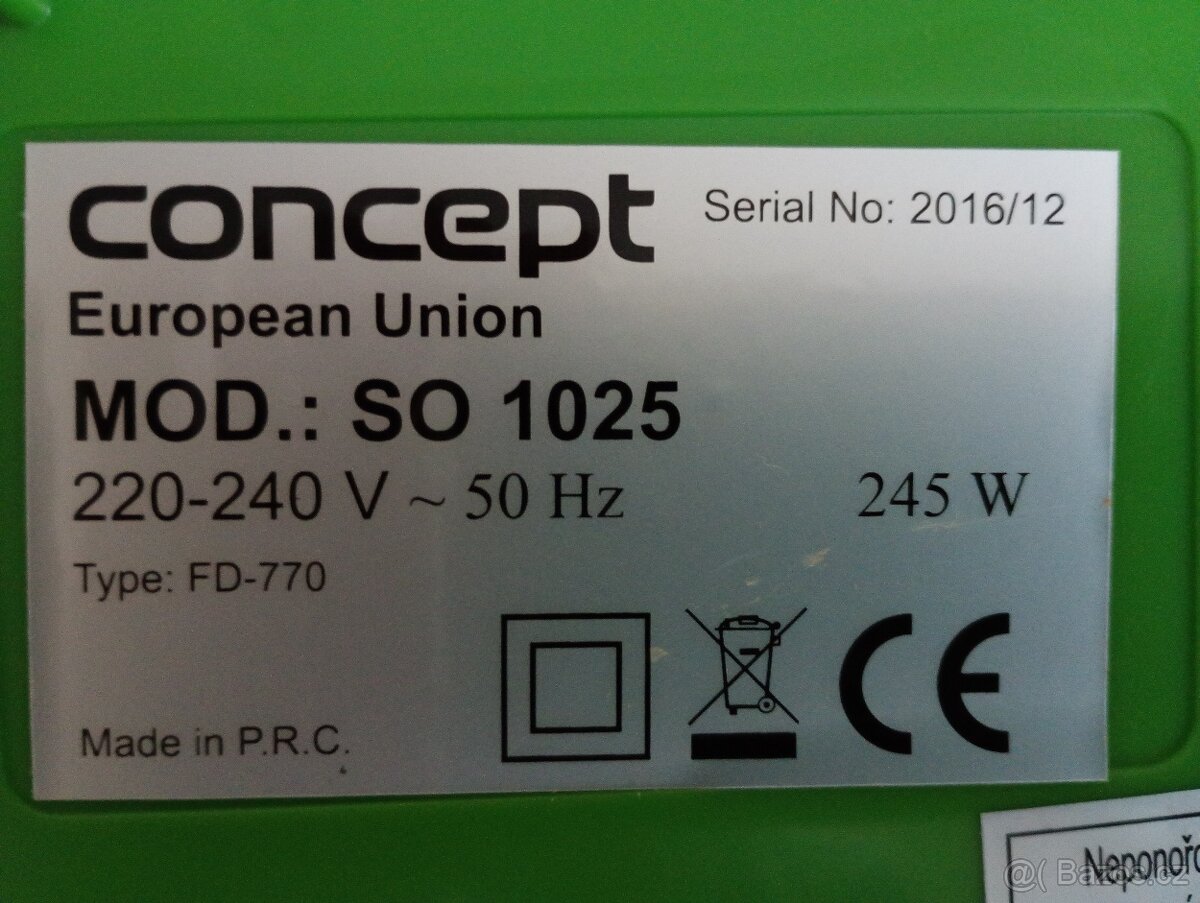 concept
Serial No: 2016/12
European Union
MOD.: SO 1025
220-240 V ~ 50 Hz 245 W
Type: FD-770
CE
Made in P.R.C.
Neponořo
@( Bazos.cz